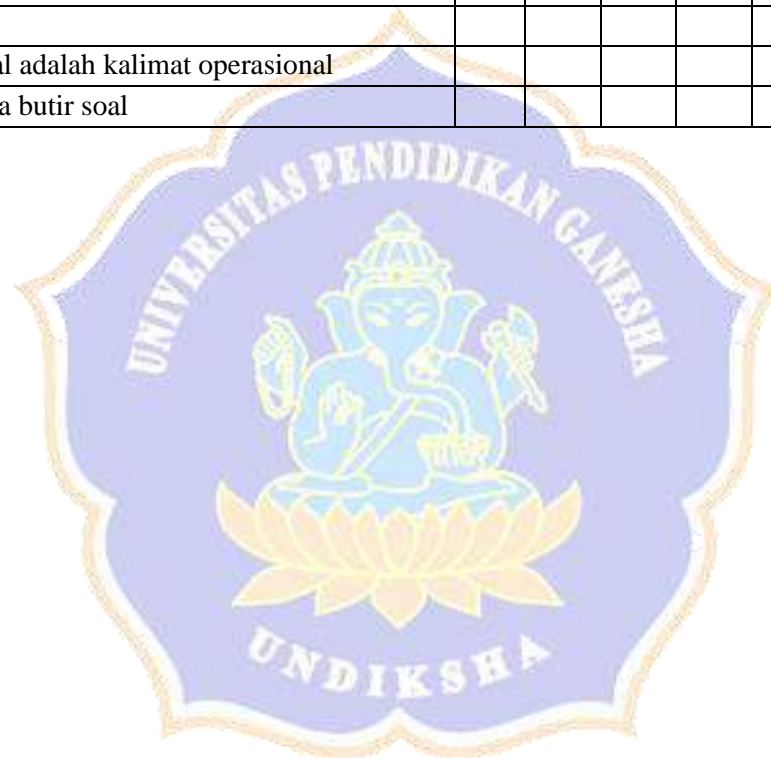 al adalah kalimat operasional
a butir soal
UNIVERSITAS PENDIDIKAN GANESHA
UNDIKSHA